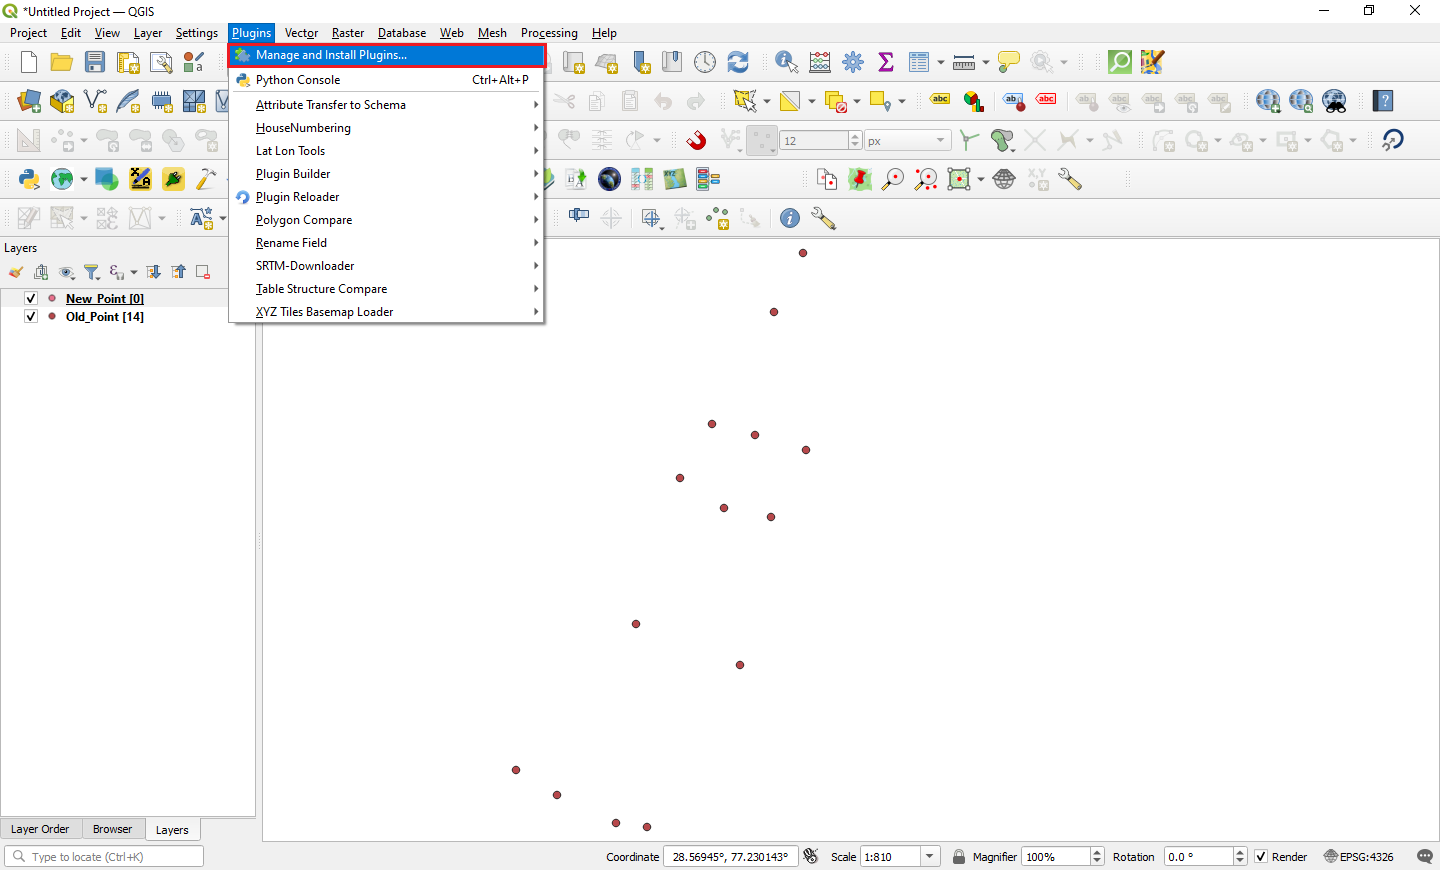 *Untitled Project — QGIS
Project Edit View Layer Settings Plugins Vector Raster Database Web Mesh Processing Help
Manage and Install Plugins...
Python Console Ctrl+Alt+P
Attribute Transfer to Schema
HouseNumbering
Lat Lon Tools
Plugin Builder
Plugin Reloader
Polygon Compare
Rename Field
SRTM-Downloader
Table Structure Compare
XYZ Tiles Basemap Loader
abc abc ab abc
12 px
Layers
New_Point [0]
Old_Point [14]
Layer Order Browser Layers
Type to locate (Ctrl+K) Coordinate 28.56945°, 77.230143° Scale 1:810 Magnifier 100% Rotation 0.0 ° Render EPSG:4326